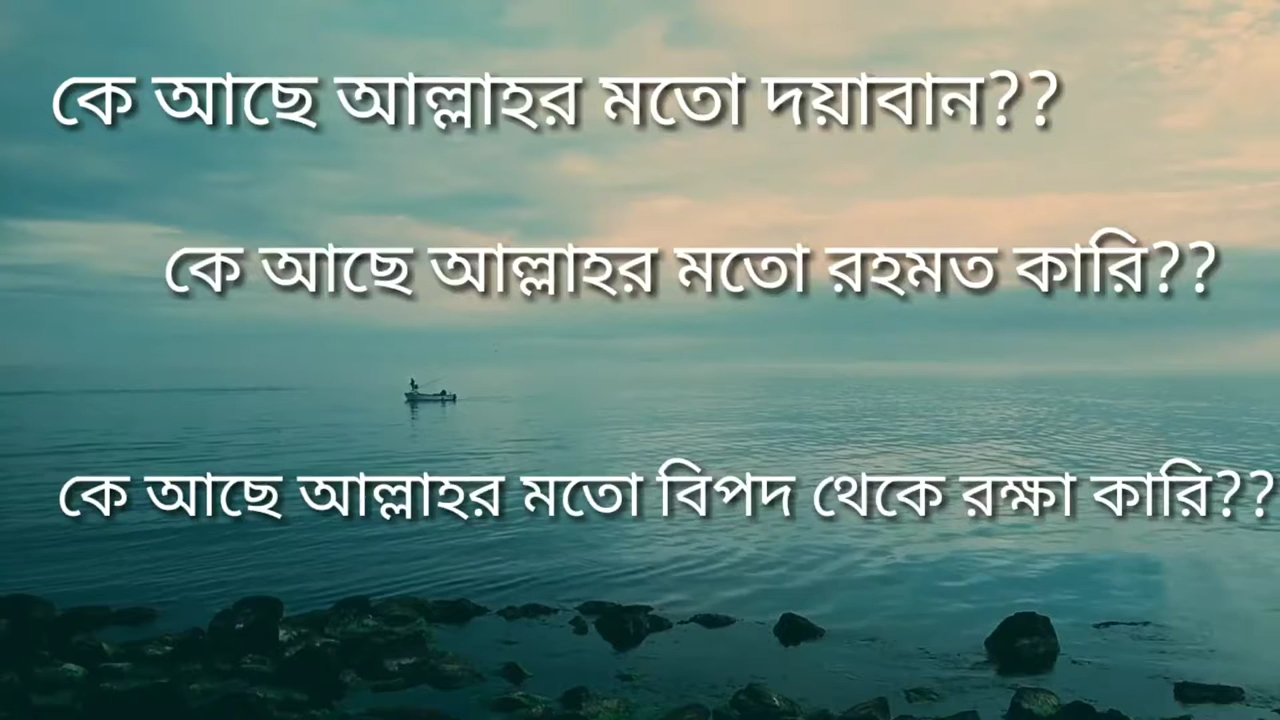 কে আছে আল্লাহর মতো দয়াবান??
কে আছে আল্লাহর মতো রহমত কারি??
কে আছে আল্লাহর মতো বিপদ থেকে রক্ষা কারি??